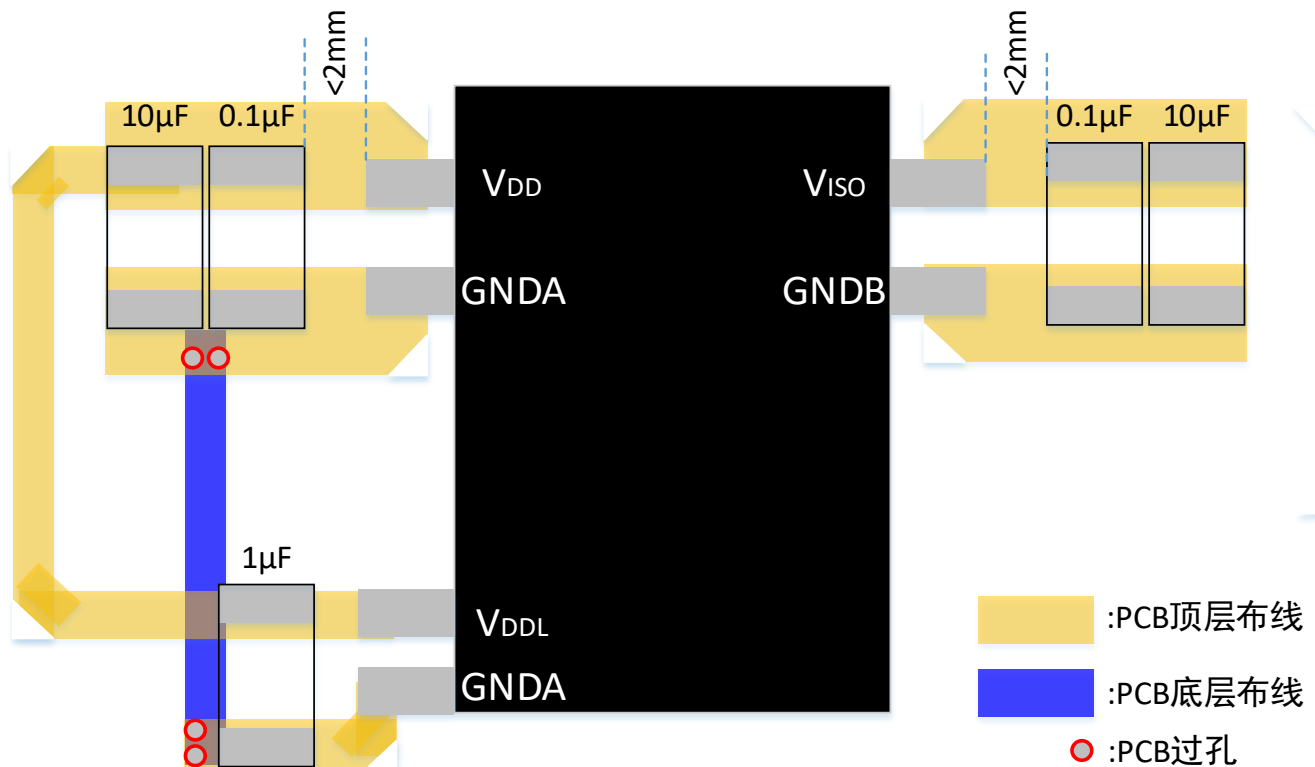 <2mm
<2mm
10µF
0.1µF
0.1µF
10µF
VDD
VISO
GNDA
GNDB
1µF
VDDL
GNDA
:PCB顶层布线
:PCB底层布线
:PCB过孔